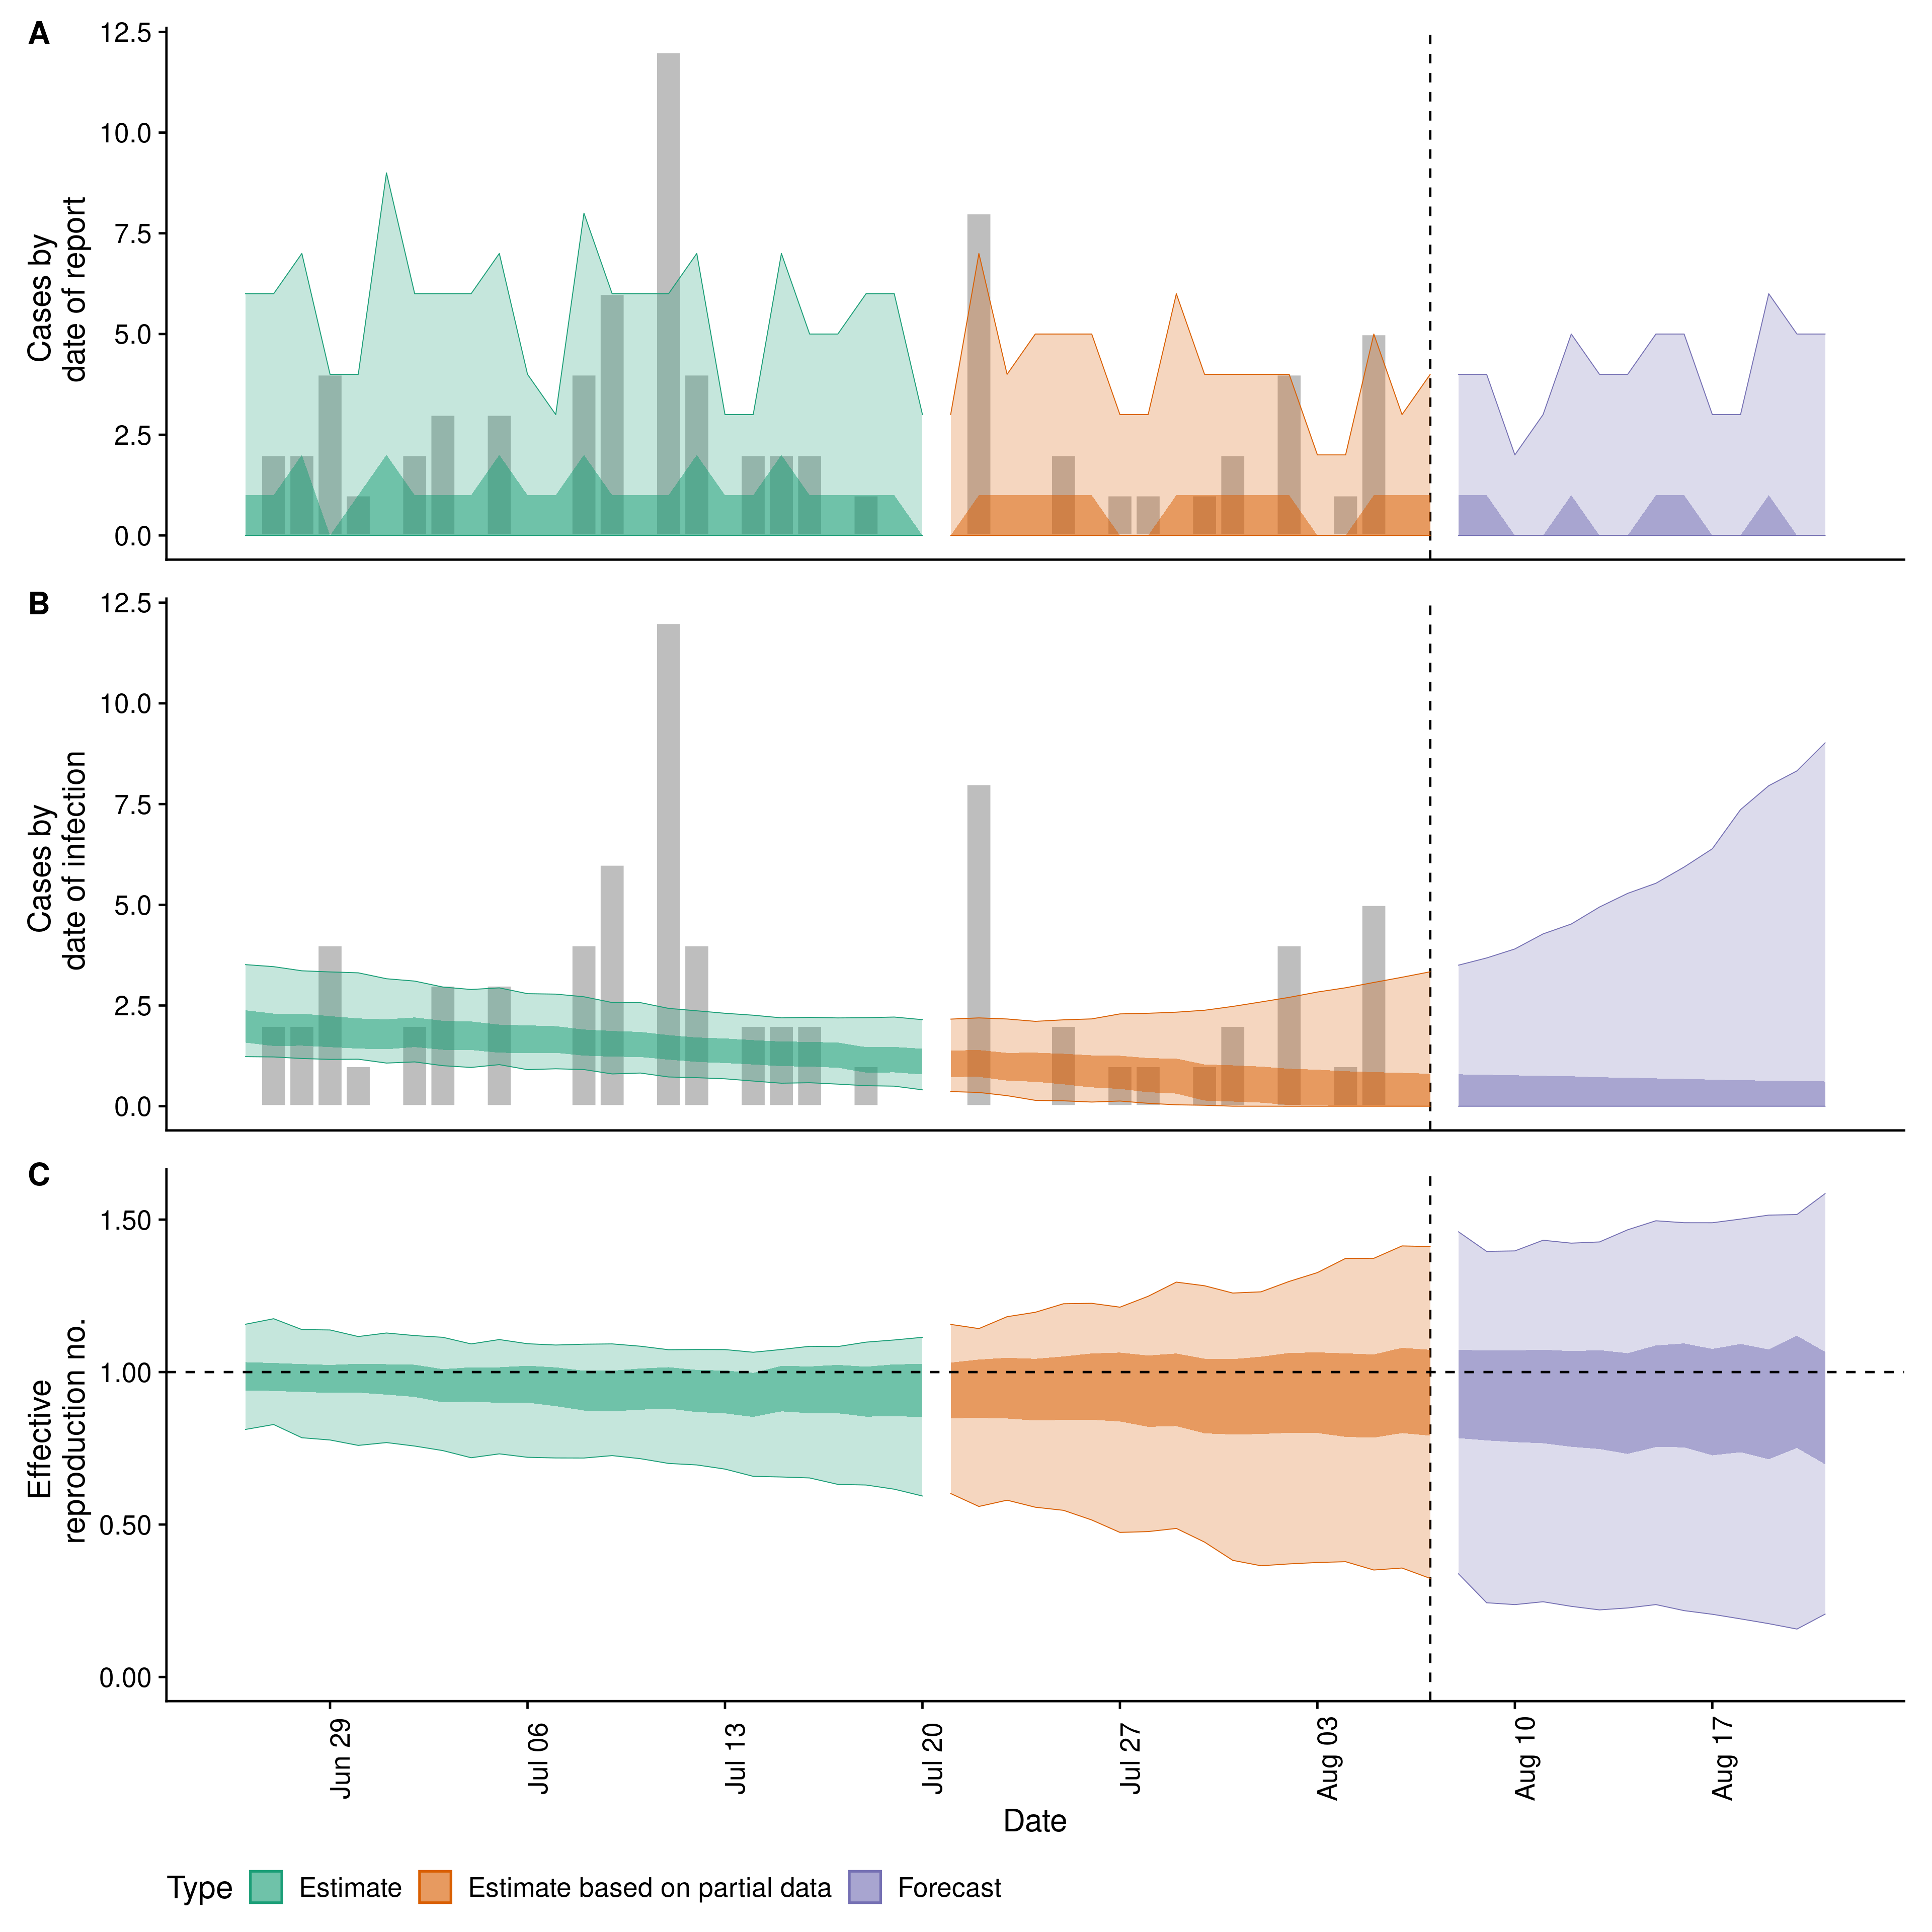 A
12.5
10.0
7.5
5.0
2.5
0.0
Cases by
date of report
B
12.5
10.0
7.5
5.0
2.5
0.0
Cases by
date of infection
C
1.50
1.00
0.50
0.00
Effective
reproduction no.
Jun 29
Jul 06
Jul 13
Jul 20
Jul 27
Aug 03
Aug 10
Aug 17
Date
Type Estimate Estimate based on partial data Forecast